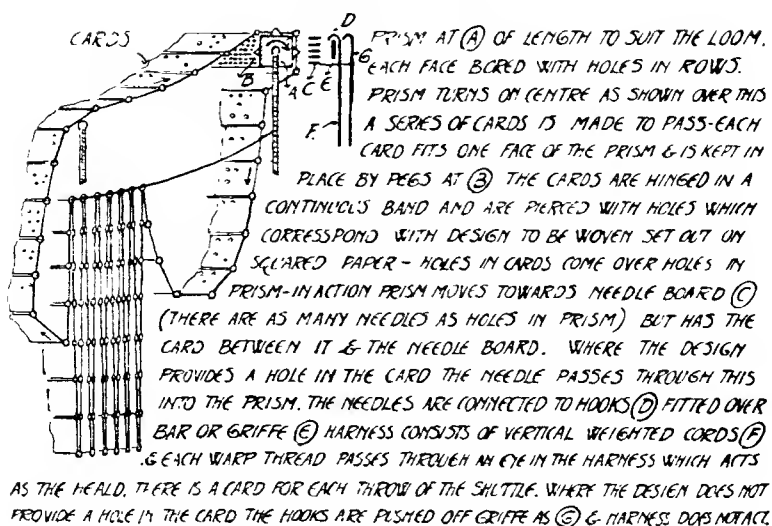 CARDS
D
G
B
A
C
E
F.
PRISM AT Ⓐ OF LENGTH TO SUIT THE LOOM.
EACH FACE BORED WITH HOLES IN ROWS.
PRISM TURNS ON CENTRE AS SHOWN OVER THIS
A SERIES OF CARDS IS MADE TO PASS-EACH
CARD FITS ONE FACE OF THE PRISM & IS KEPT IN
PLACE BY PEGS AT Ⓑ THE CARDS ARE HINGED IN A
CONTINUOUS BAND AND ARE PIERCED WITH HOLES WHICH
CORRESSPOND WITH DESIGN TO BE WOVEN SET OUT ON
SQUARED PAPER - HOLES IN CARDS COME OVER HOLES IN
PRISM-IN ACTION PRISM MOVES TOWARDS NEEDLE BOARD Ⓒ
(THERE ARE AS MANY NEEDLES AS HOLES IN PRISM) BUT HAS THE
CARD BETWEEN IT & THE NEEDLE BOARD. WHERE THE DESIGN
PROVIDES A HOLE IN THE CARD THE NEEDLE PASSES THROUGH THIS
INTO THE PRISM. THE NEEDLES ARE CONNECTED TO HOOKS Ⓓ FITTED OVER
BAR OR GRIFFE Ⓔ HARNESS CONSISTS OF VERTICAL WEIGHTED CORDS Ⓕ
& EACH WARP THREAD PASSES THROUGH AN EYE IN THE HARNESS WHICH ACTS
AS THE HEALD. THERE IS A CARD FOR EACH THROW OF THE SHUTTLE. WHERE THE DESIGN DOES NOT
PROVIDE A HOLE IN THE CARD THE HOOKS ARE PUSHED OFF GRIFFE AS Ⓖ & HARNESS DOES NOT ACT